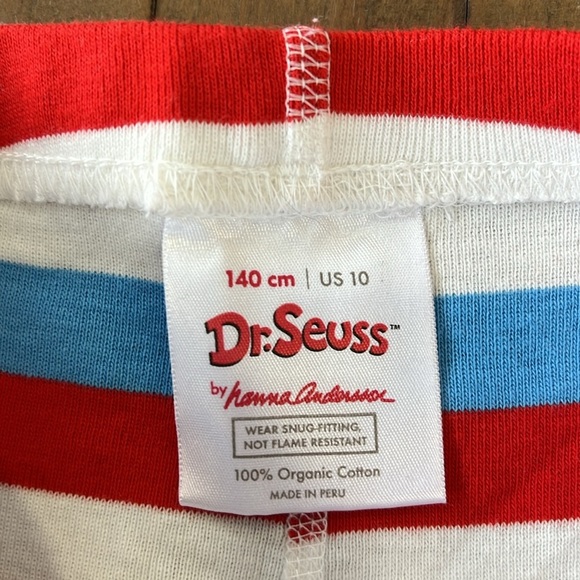 140 cm | US 10
Dr. Seuss™
by hanna andersson
WEAR SNUG-FITTING,
NOT FLAME RESISTANT
100% Organic Cotton
MADE IN PERU